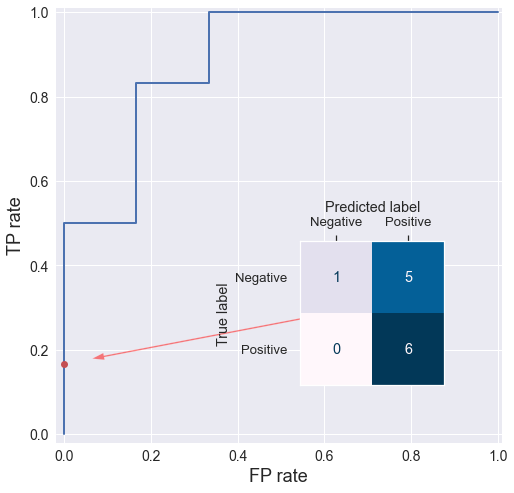 1.0
0.8
0.6
0.4
0.2
0.0
TP rate
Predicted label
Negative Positive
Negative 1 5
True label
Positive 0 6
0.0 0.2 0.4 0.6 0.8 1.0
FP rate